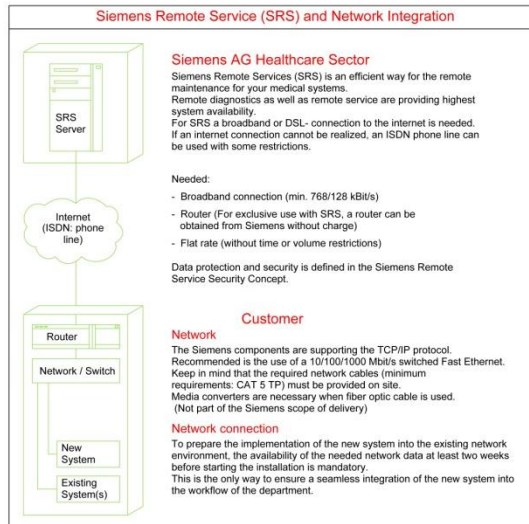 Siemens Remote Service (SRS) and Network Integration
SRS
Server
Siemens AG Healthcare Sector
Siemens Remote Services (SRS) is an efficient way for the remote
maintenance for your medical systems.
Remote diagnostics as well as remote service are providing highest
system availability.
For SRS a broadband or DSL- connection to the internet is needed.
If an internet connection cannot be realized, an ISDN phone line can
be used with some restrictions.
Needed:
- Broadband connection (min. 768/128 kBit/s)
- Router (For exclusive use with SRS, a router can be
obtained from Siemens without charge)
- Flat rate (without time or volume restrictions)
Data protection and security is defined in the Siemens Remote
Service Security Concept.
Internet
(ISDN: phone
line)
Router
Network / Switch
New
System
Existing
System(s)
Customer
Network
The Siemens components are supporting the TCP/IP protocol.
Recommended is the use of a 10/100/1000 Mbit/s switched Fast Ethernet.
Keep in mind that the required network cables (minimum
requirements: CAT 5 TP) must be provided on site.
Media converters are necessary when fiber optic cable is used.
(Not part of the Siemens scope of delivery)
Network connection
To prepare the implementation of the new system into the existing network
environment, the availability of the needed network data at least two weeks
before starting the installation is mandatory.
This is the only way to ensure a seamless integration of the new system into
the workflow of the department.